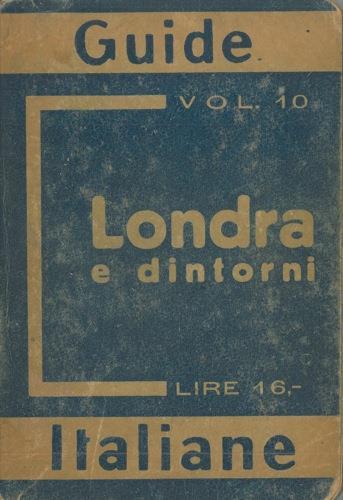 Guide
VOL. 10
Londra
e dintorni
LIRE 16,-
Italiane